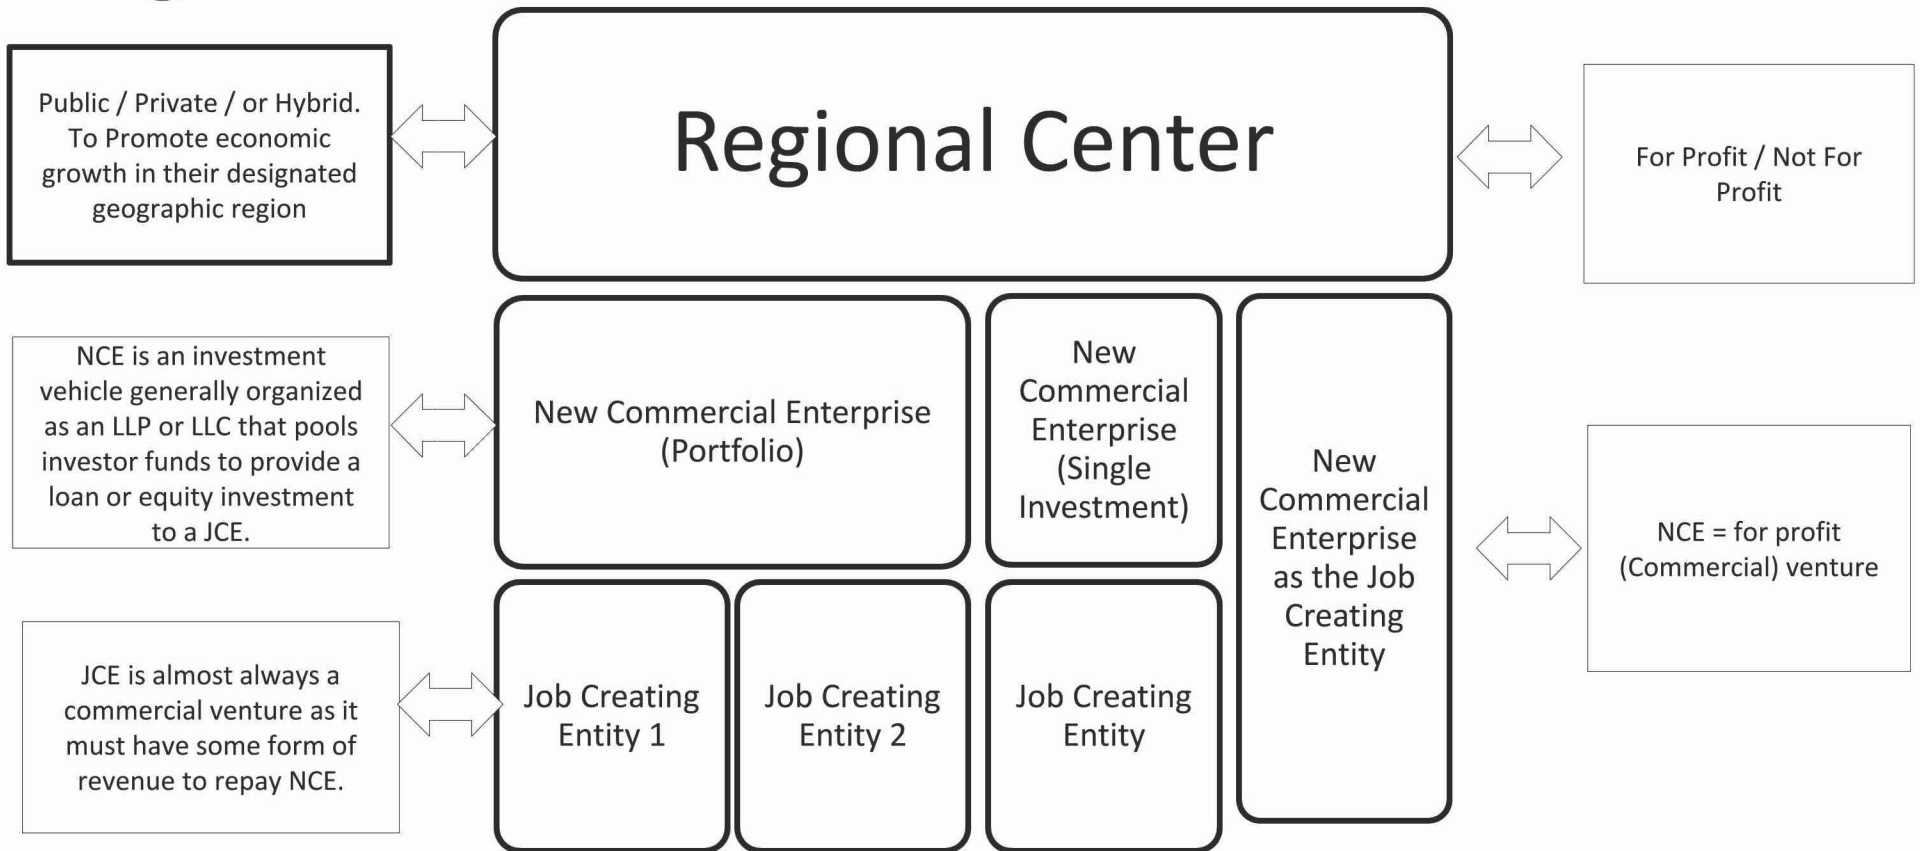 Public / Private / or Hybrid.
To Promote economic
growth in their designated
geographic region
Regional Center
For Profit / Not For
Profit
NCE is an investment
vehicle generally organized
as an LLP or LLC that pools
investor funds to provide a
loan or equity investment
to a JCE.
New Commercial Enterprise
(Portfolio)
New
Commercial
Enterprise
(Single
Investment)
New
Commercial
Enterprise
as the Job
Creating
Entity
NCE = for profit
(Commercial) venture
JCE is almost always a
commercial venture as it
must have some form of
revenue to repay NCE.
Job Creating
Entity 1
Job Creating
Entity 2
Job Creating
Entity